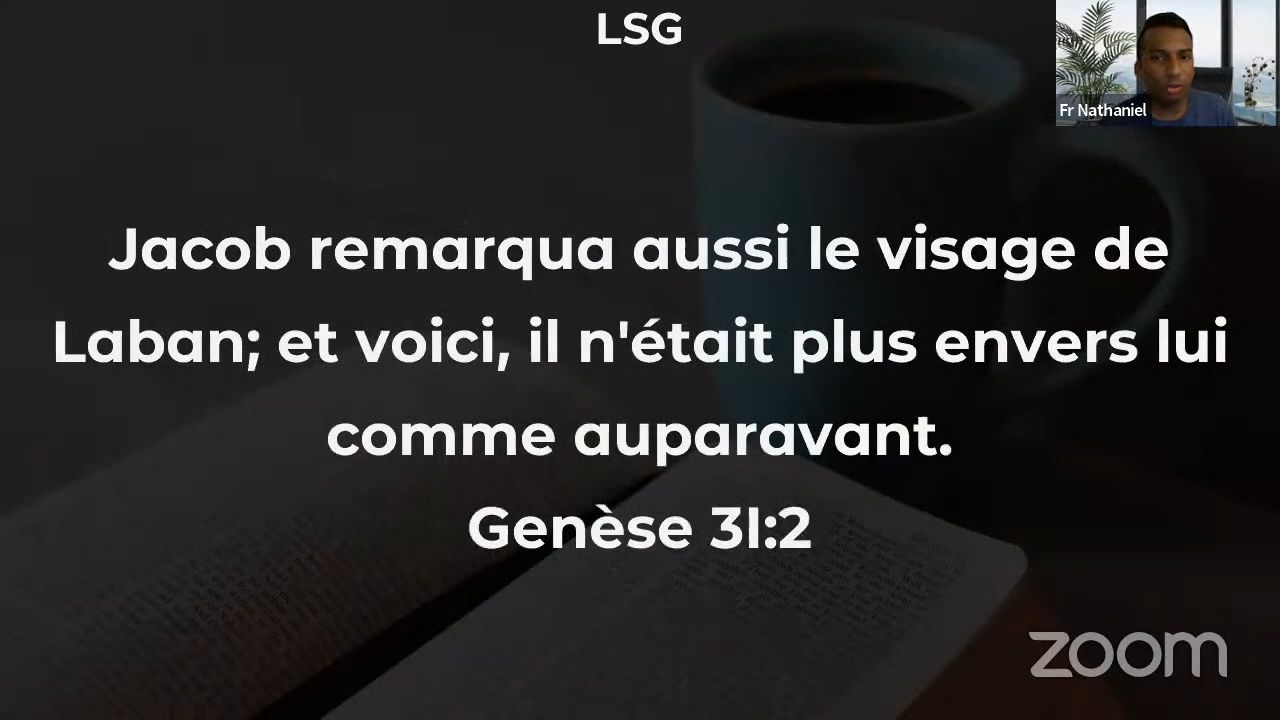 LSG
Fr Nathaniel
Jacob remarqua aussi le visage de
Laban; et voici, il n'était plus envers lui
comme auparavant.
Genèse 31:2
zoom